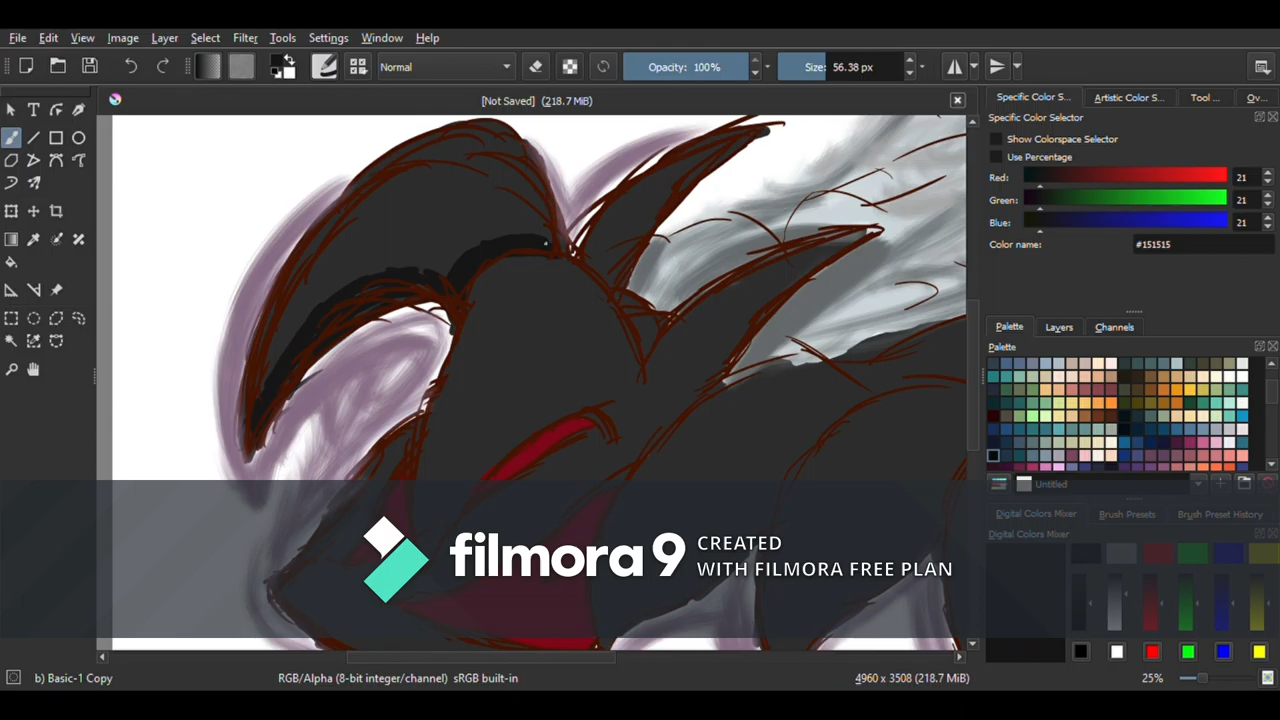 File Edit View Image Layer Select Filter Tools Settings Window Help
Normal Opacity: 100% Size: 56.38 px
[Not Saved] (218.7 MiB)
Specific Color S... Artistic Color S... Tool ... Ov...
Specific Color Selector
Show Colorspace Selector
Use Percentage
Red: 21
Green: 21
Blue: 21
Color name: #151515
Palette Layers Channels
Palette
Untitled
Digital Colors Mixer Brush Presets Brush Preset History
Digital Colors Mixer
filmora9 CREATED
WITH FILMORA FREE PLAN
b) Basic-1 Copy RGB/Alpha (8-bit integer/channel) sRGB built-in 4960 x 3508 (218.7 MiB) 25%